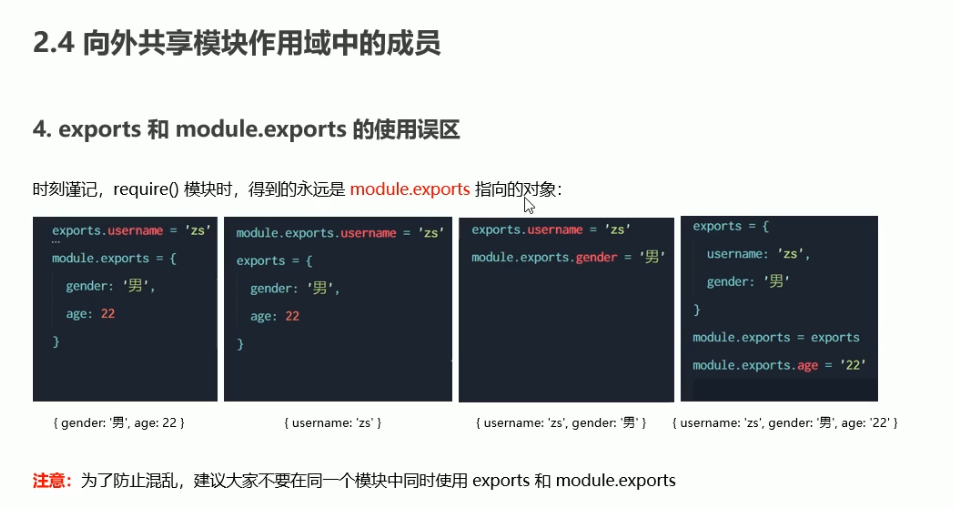 2.4 向外共享模块作用域中的成员
4. exports 和 module.exports 的使用误区
时刻谨记，require() 模块时，得到的永远是 module.exports 指向的对象：
exports.username = 'zs'
module.exports = {
gender: '男',
age: 22
}
{ gender: '男', age: 22 }
module.exports.username = 'zs'
exports = {
gender: '男',
age: 22
}
{ username: 'zs' }
exports.username = 'zs'
module.exports.gender = '男'
{ username: 'zs', gender: '男' }
exports = {
username: 'zs',
gender: '男'
}
module.exports = exports
module.exports.age = '22'
{ username: 'zs', gender: '男', age: '22' }
注意：为了防止混乱，建议大家不要在同一个模块中同时使用 exports 和 module.exports